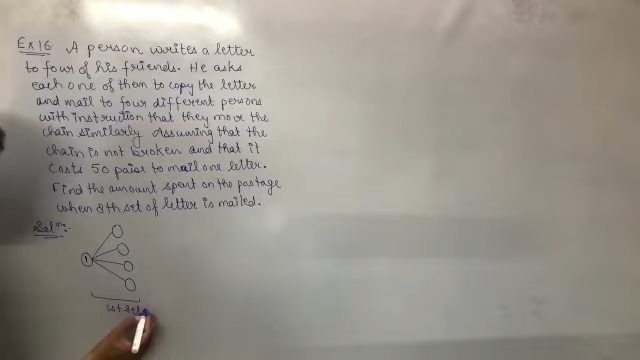 Ex16. A person writes a letter
to four of his friends. He asks
each one of them to copy the letter
and mail to four different persons
with instruction that they move the
chain similarly. Assuming that the
chain is not broken and that it
costs 50 paise to mail one letter.
Find the amount spent on the postage
when 8th set of letter is mailed.
Solⁿ:
1
1st set